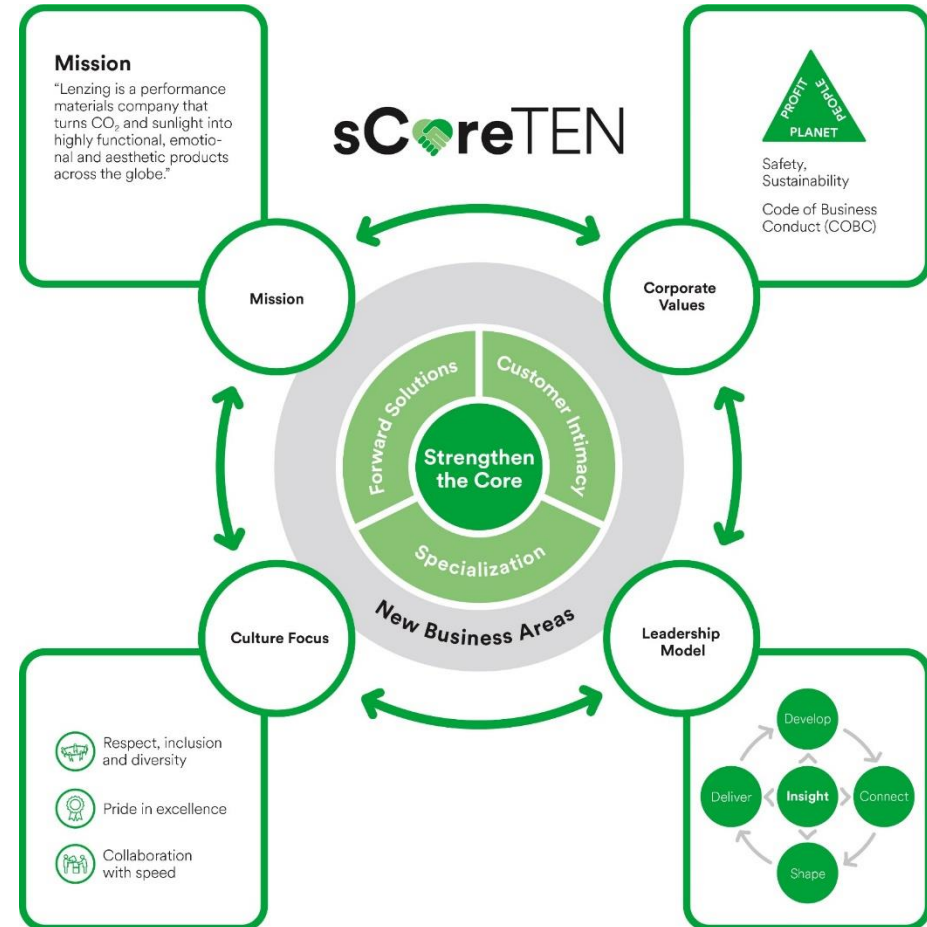 Mission
“Lenzing is a performance
materials company that
turns CO₂ and sunlight into
highly functional, emotio-
nal and aesthetic products
across the globe.”
sCoreTEN
PROFIT
PEOPLE
PLANET
Safety,
Sustainability
Code of Business
Conduct (COBC)
Mission
Corporate
Values
Forward Solutions
Customer Intimacy
Strengthen
the Core
Specialization
New Business Areas
Culture Focus
Leadership
Model
Respect, inclusion
and diversity
Pride in excellence
Collaboration
with speed
Develop
Deliver
Insight
Connect
Shape